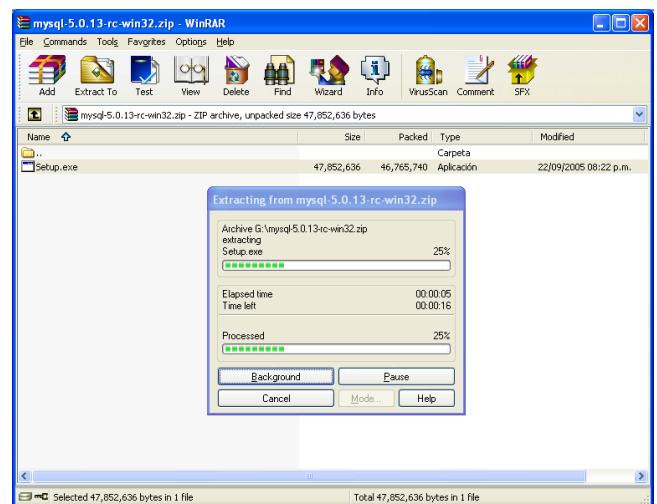 mysql-5.0.13-rc-win32.zip - WinRAR
File Commands Tools Favorites Options Help
Add Extract To Test View Delete Find Wizard Info VirusScan Comment SFX
mysql-5.0.13-rc-win32.zip - ZIP archive, unpacked size 47,852,636 bytes
Name Size Packed Type Modified
.. Carpeta
Setup.exe 47,852,636 46,765,740 Aplicación 22/09/2005 08:22 p.m.
Extracting from mysql-5.0.13-rc-win32.zip
Archive G:\mysql-5.0.13-rc-win32.zip
extracting
Setup.exe 25%
Elapsed time 00:00:05
Time left 00:00:16
Processed 25%
Background Pause
Cancel Mode... Help
Selected 47,852,636 bytes in 1 file Total 47,852,636 bytes in 1 file